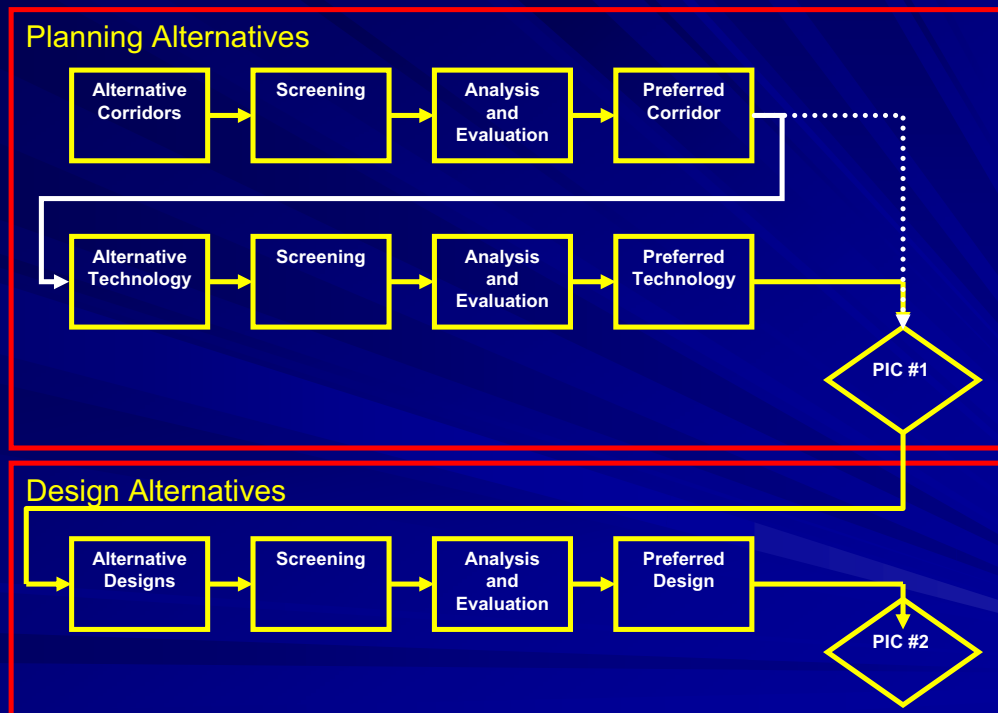 Planning Alternatives
Alternative
Corridors
Screening
Analysis
and
Evaluation
Preferred
Corridor
Alternative
Technology
Screening
Analysis
and
Evaluation
Preferred
Technology
PIC #1
Design Alternatives
Alternative
Designs
Screening
Analysis
and
Evaluation
Preferred
Design
PIC #2